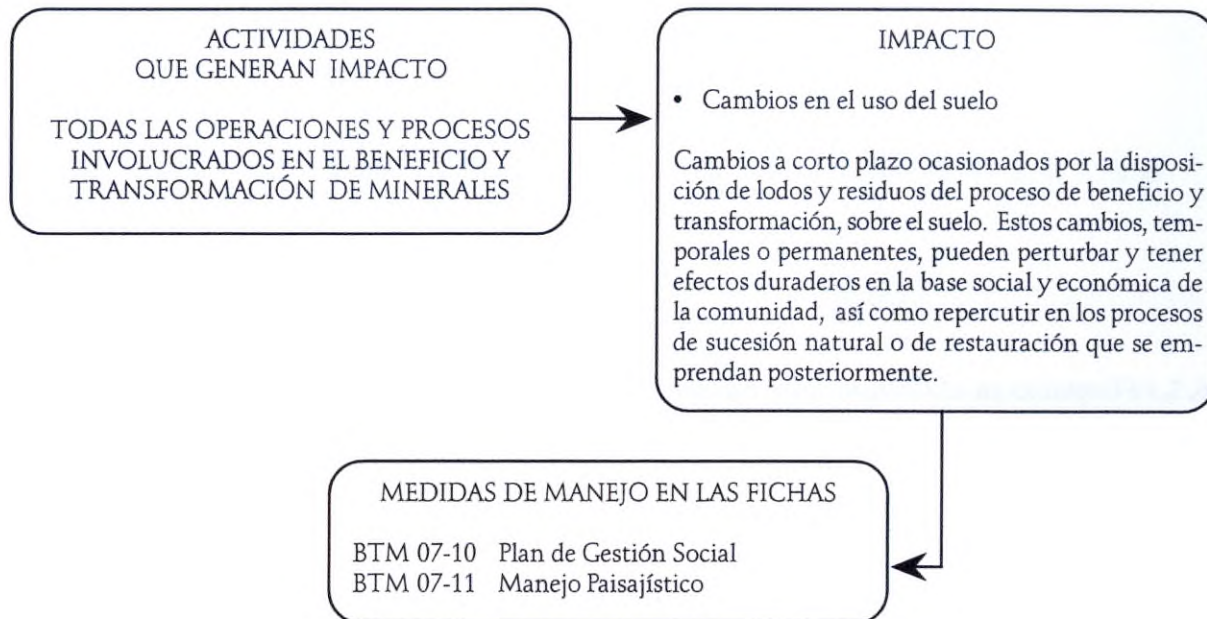 ACTIVIDADES
QUE GENERAN IMPACTO
TODAS LAS OPERACIONES Y PROCESOS
INVOLUCRADOS EN EL BENEFICIO Y
TRANSFORMACIÓN DE MINERALES
IMPACTO
• Cambios en el uso del suelo
Cambios a corto plazo ocasionados por la disposi-
ción de lodos y residuos del proceso de beneficio y
transformación, sobre el suelo. Estos cambios, tem-
porales o permanentes, pueden perturbar y tener
efectos duraderos en la base social y económica de
la comunidad, así como repercutir en los procesos
de sucesión natural o de restauración que se em-
prendan posteriormente.
MEDIDAS DE MANEJO EN LAS FICHAS
BTM 07-10 Plan de Gestión Social
BTM 07-11 Manejo Paisajístico